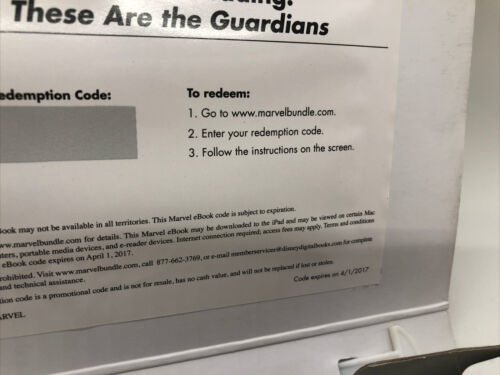 These Are the Guardians
edemption Code:
To redeem:
1. Go to www.marvelbundle.com.
2. Enter your redemption code.
3. Follow the instructions on the screen.
Book may not be available in all territories. This Marvel eBook code is subject to expiration.
ww.marvelbundle.com for details. This Marvel eBook may be downloaded to the iPad and may be viewed on certain Mac
ters, portable media devices, and e-reader devices. Internet connection required; access fees may apply. Terms and conditions
eBook code expires on April 1, 2017.
rohibited. Visit www.marvelbundle.com, call 877-662-3769, or e-mail memberservices@disneydigitalbooks.com for complete
and technical assistance.
tion code is a promotional code and is not for resale, has no cash value, and will not be replaced if lost or stolen.
Code expires on 4/1/2017
ARVEL